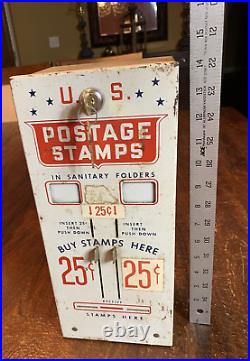 U. S.
POSTAGE
STAMPS
IN SANITARY FOLDERS
25¢
INSERT 25¢ THEN PUSH DOWN
INSERT THEN PUSH DOWN
BUY STAMPS HERE
25¢ 25¢
RECEIVE
STAMPS HERE